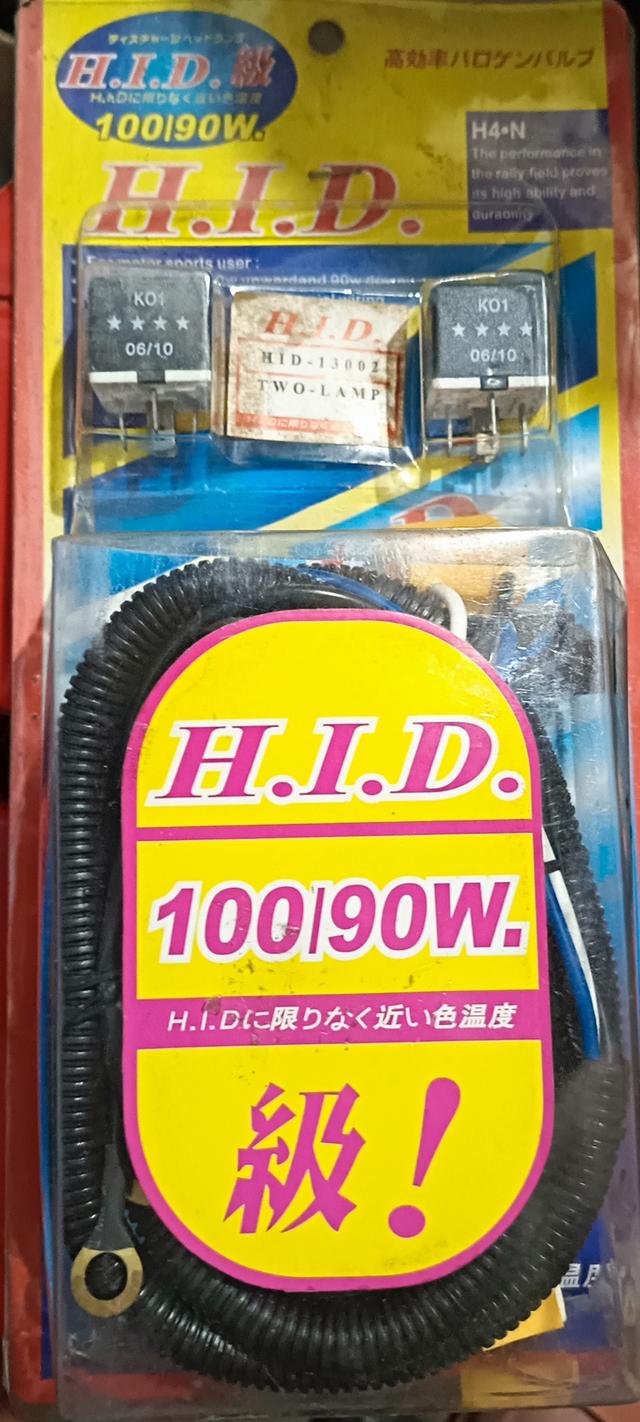 ディスチャージヘッドランプ
H.I.D.級
H.I.Dに限りなく近い色温度
100|90W.
高効率ハロゲンバルブ
H4•N
The performance in
the rally field proves
its high ability and
durability
H.I.D.
For motor sports user :
KO1
★★★★
06/10
H.I.D.
HID-13002
TWO-LAMP
KO1
★★★★
06/10
H.I.D.
100|90W.
H.I.Dに限りなく近い色温度
級!